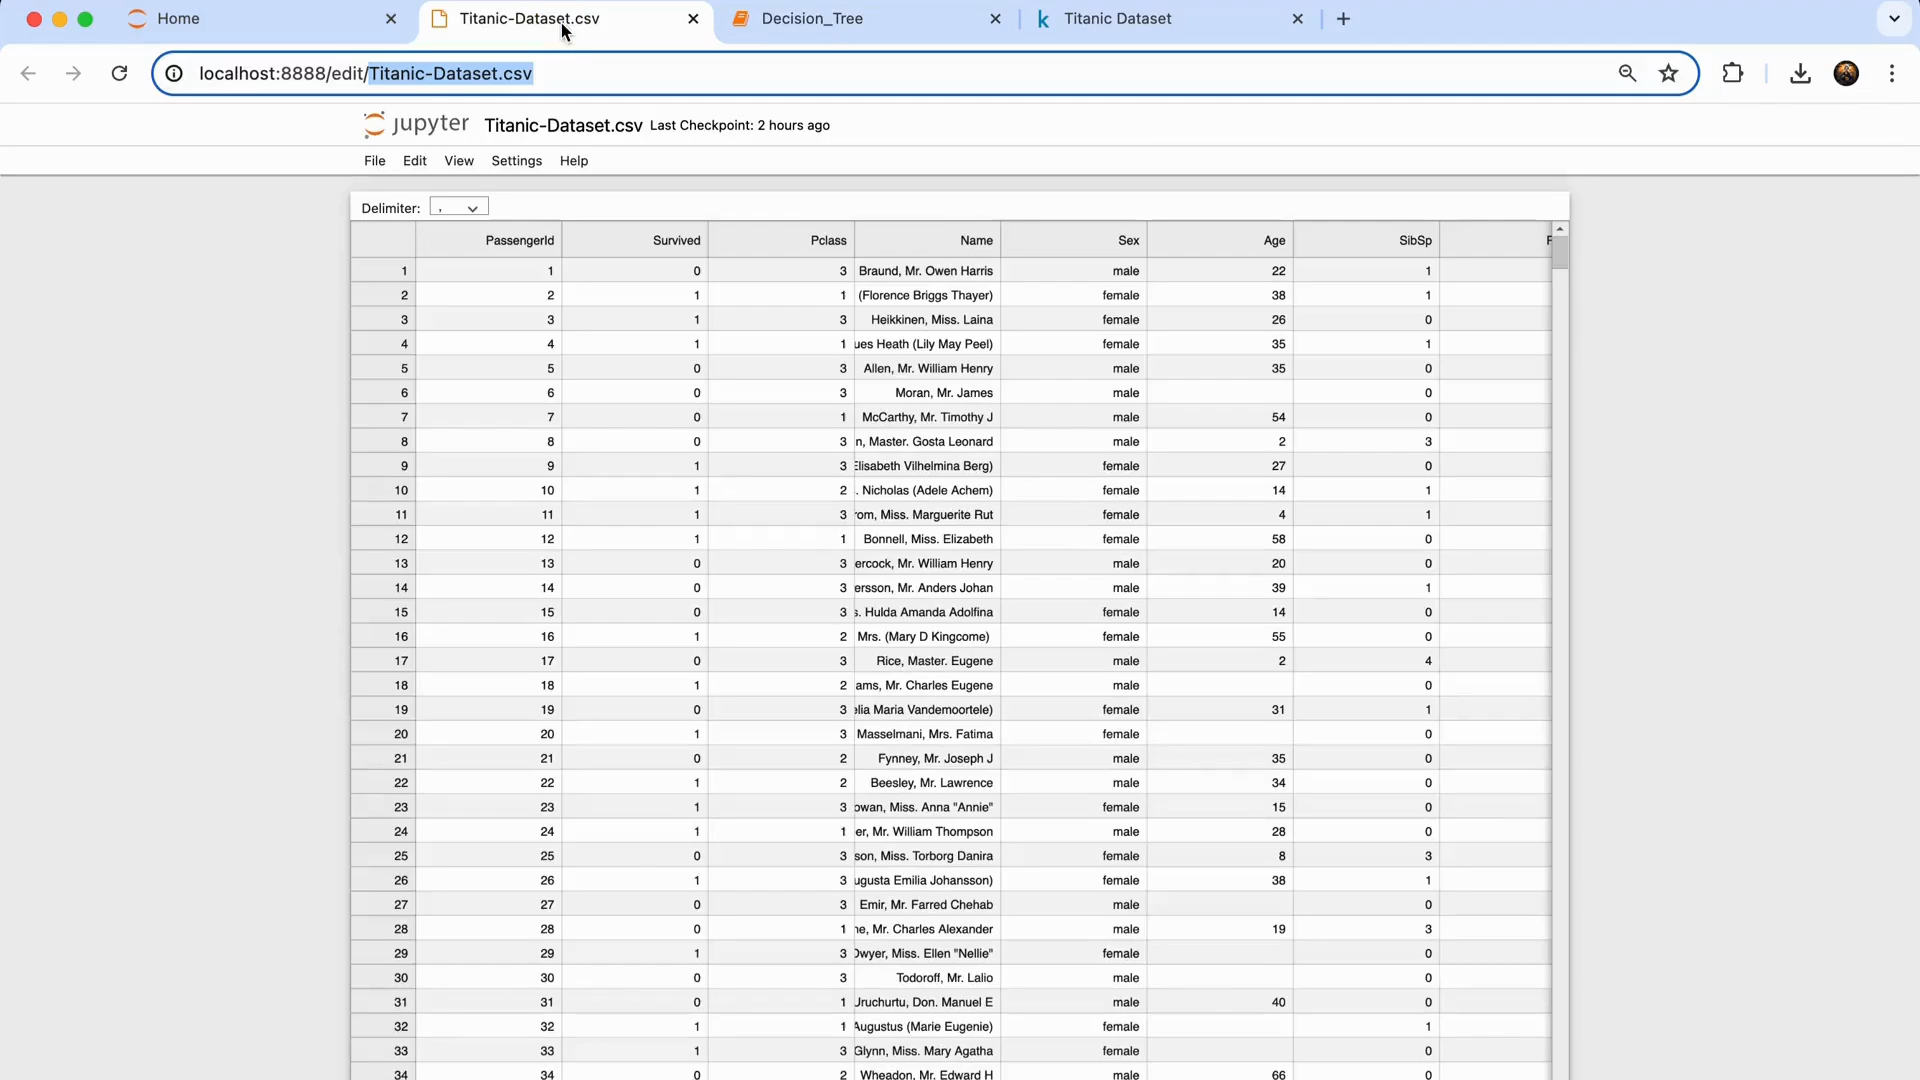 Home
Titanic-Dataset.csv
Decision_Tree
Titanic Dataset
localhost:8888/edit/Titanic-Dataset.csv
jupyter Titanic-Dataset.csv Last Checkpoint: 2 hours ago
File Edit View Settings Help
Delimiter: ,
PassengerId Survived Pclass Name Sex Age SibSp
1 1 0 3 Braund, Mr. Owen Harris male 22 1
2 2 1 1 (Florence Briggs Thayer) female 38 1
3 3 1 3 Heikkinen, Miss. Laina female 26 0
4 4 1 1 ues Heath (Lily May Peel) female 35 1
5 5 0 3 Allen, Mr. William Henry male 35 0
6 6 0 3 Moran, Mr. James male 0
7 7 0 1 McCarthy, Mr. Timothy J male 54 0
8 8 0 3 n, Master. Gosta Leonard male 2 3
9 9 1 3 Elisabeth Vilhelmina Berg) female 27 0
10 10 1 2 . Nicholas (Adele Achem) female 14 1
11 11 1 3 rom, Miss. Marguerite Rut female 4 1
12 12 1 1 Bonnell, Miss. Elizabeth female 58 0
13 13 0 3 ercock, Mr. William Henry male 20 0
14 14 0 3 ersson, Mr. Anders Johan male 39 1
15 15 0 3 s. Hulda Amanda Adolfina female 14 0
16 16 1 2 Mrs. (Mary D Kingcome) female 55 0
17 17 0 3 Rice, Master. Eugene male 2 4
18 18 1 2 ams, Mr. Charles Eugene male 0
19 19 0 3 elia Maria Vandemoortele) female 31 1
20 20 1 3 Masselmani, Mrs. Fatima female 0
21 21 0 2 Fynney, Mr. Joseph J male 35 0
22 22 1 2 Beesley, Mr. Lawrence male 34 0
23 23 1 3 owan, Miss. Anna "Annie" female 15 0
24 24 1 1 er, Mr. William Thompson male 28 0
25 25 0 3 son, Miss. Torborg Danira female 8 3
26 26 1 3 ugusta Emilia Johansson) female 38 1
27 27 0 3 Emir, Mr. Farred Chehab male 0
28 28 0 1 ne, Mr. Charles Alexander male 19 3
29 29 1 3 Dwyer, Miss. Ellen "Nellie" female 0
30 30 0 3 Todoroff, Mr. Lalio male 0
31 31 0 1 Uruchurtu, Don. Manuel E male 40 0
32 32 1 1 Augustus (Marie Eugenie) female 1
33 33 1 3 Glynn, Miss. Mary Agatha female 0
34 34 0 2 Wheadon, Mr. Edward H male 66 0